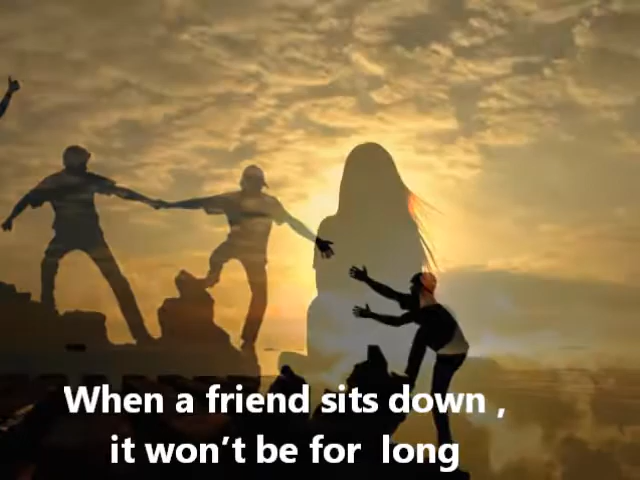 When a friend sits down ,
it won’t be for long